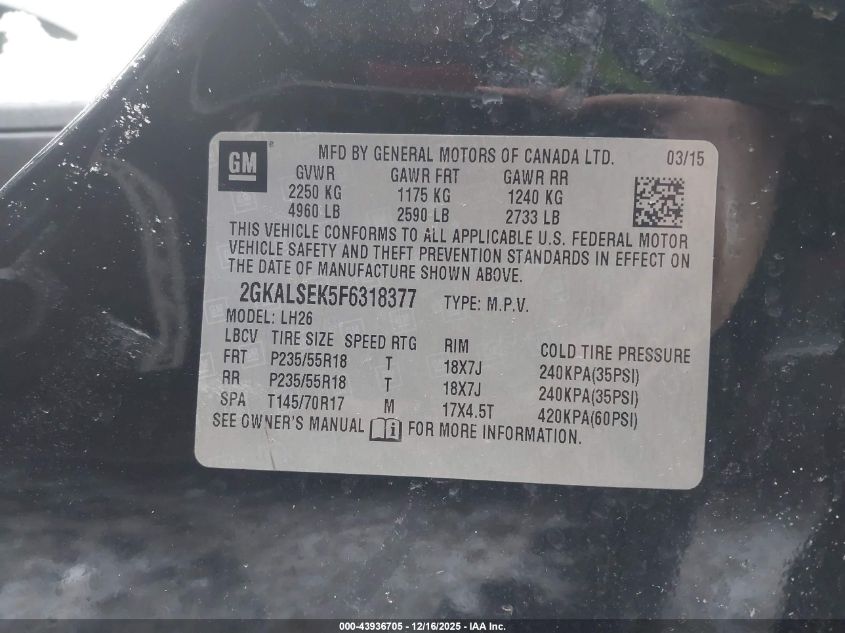 GM
MFD BY GENERAL MOTORS OF CANADA LTD. 03/15
GVWR GAWR FRT GAWR RR
2250 KG 1175 KG 1240 KG
4960 LB 2590 LB 2733 LB
THIS VEHICLE CONFORMS TO ALL APPLICABLE U.S. FEDERAL MOTOR
VEHICLE SAFETY AND THEFT PREVENTION STANDARDS IN EFFECT ON
THE DATE OF MANUFACTURE SHOWN ABOVE.
2GKALSEK5F6318377 TYPE: M.P.V.
MODEL: LH26
LBCV TIRE SIZE SPEED RTG RIM COLD TIRE PRESSURE
FRT P235/55R18 T 18X7J 240KPA(35PSI)
RR P235/55R18 T 18X7J 240KPA(35PSI)
SPA T145/70R17 M 17X4.5T 420KPA(60PSI)
SEE OWNER'S MANUAL FOR MORE INFORMATION.
000-43936705 - 12/16/2025 - IAA Inc.